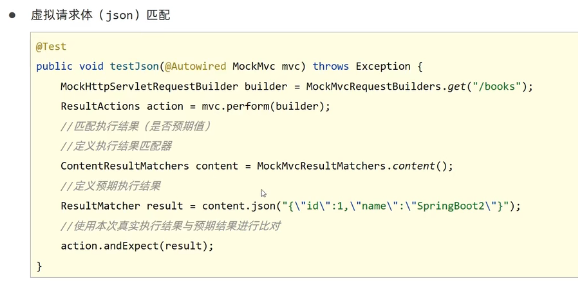 ● 虚拟请求体（json）匹配
@Test
public void testJson(@Autowired MockMvc mvc) throws Exception {
    MockHttpServletRequestBuilder builder = MockMvcRequestBuilders.get("/books");
    ResultActions action = mvc.perform(builder);
    //匹配执行结果（是否预期值）
    //定义执行结果匹配器
    ContentResultMatchers content = MockMvcResultMatchers.content();
    //定义预期执行结果
    ResultMatcher result = content.json("{\"id\":1,\"name\":\"SpringBoot2\"}");
    //使用本次真实执行结果与预期结果进行比对
    action.andExpect(result);
}